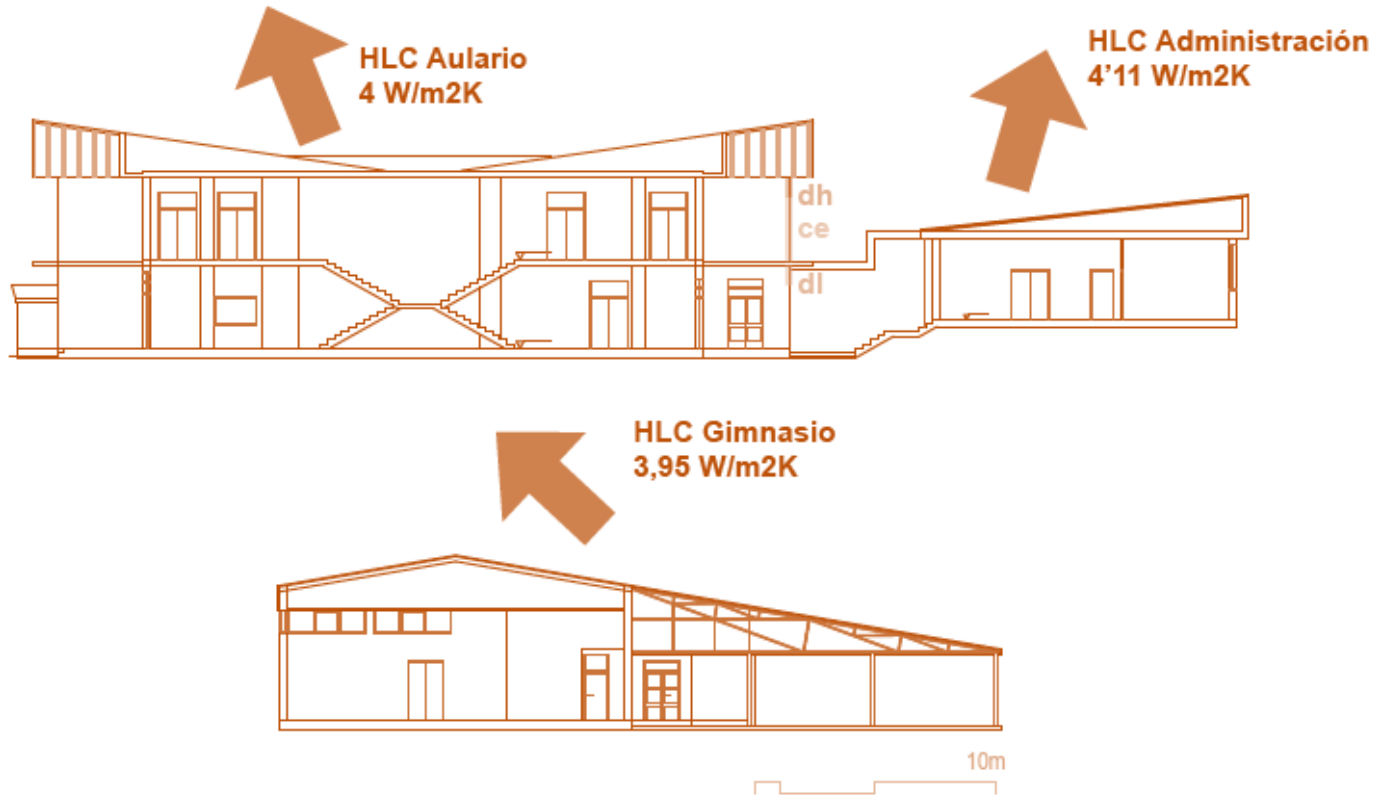 HLC Aulario
4 W/m2K
HLC Administración
4'11 W/m2K
dh
ce
dl
HLC Gimnasio
3,95 W/m2K
10m